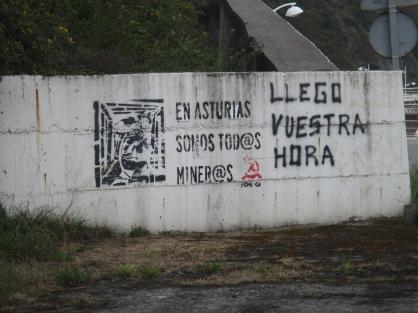 EN ASTURIAS
SOMOS TOD@S
MINER@S
LLEGO
VUESTRA
HORA